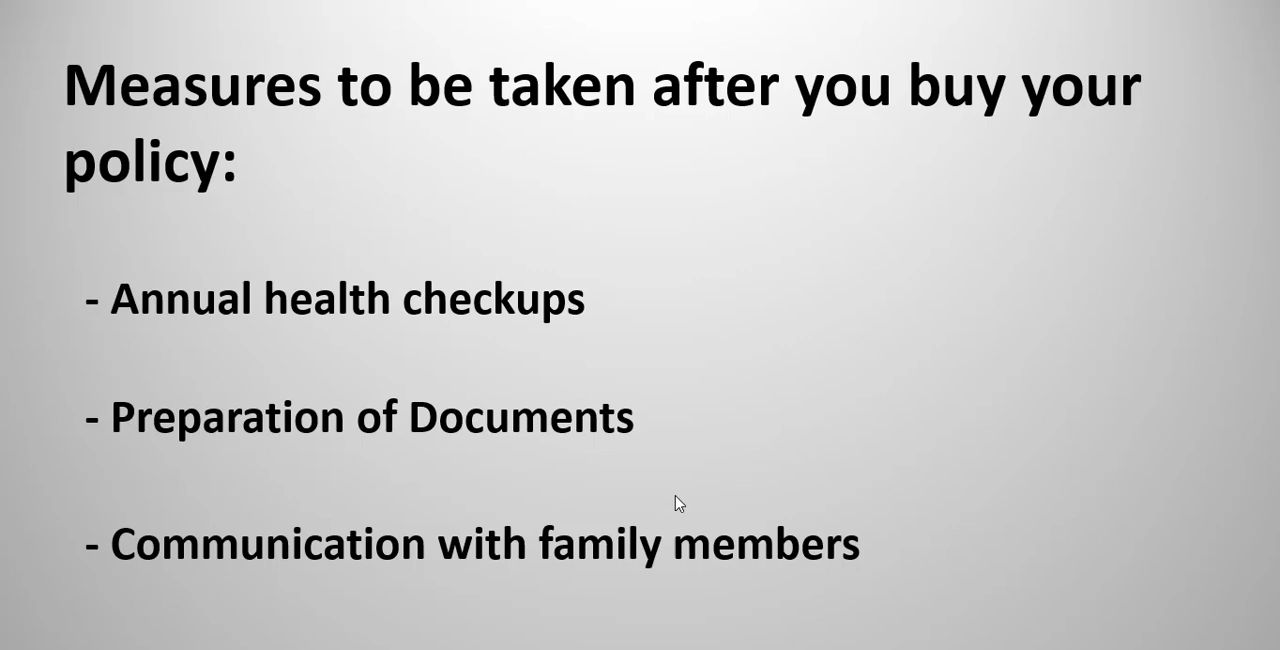 Measures to be taken after you buy your
policy:
- Annual health checkups
- Preparation of Documents
- Communication with family members